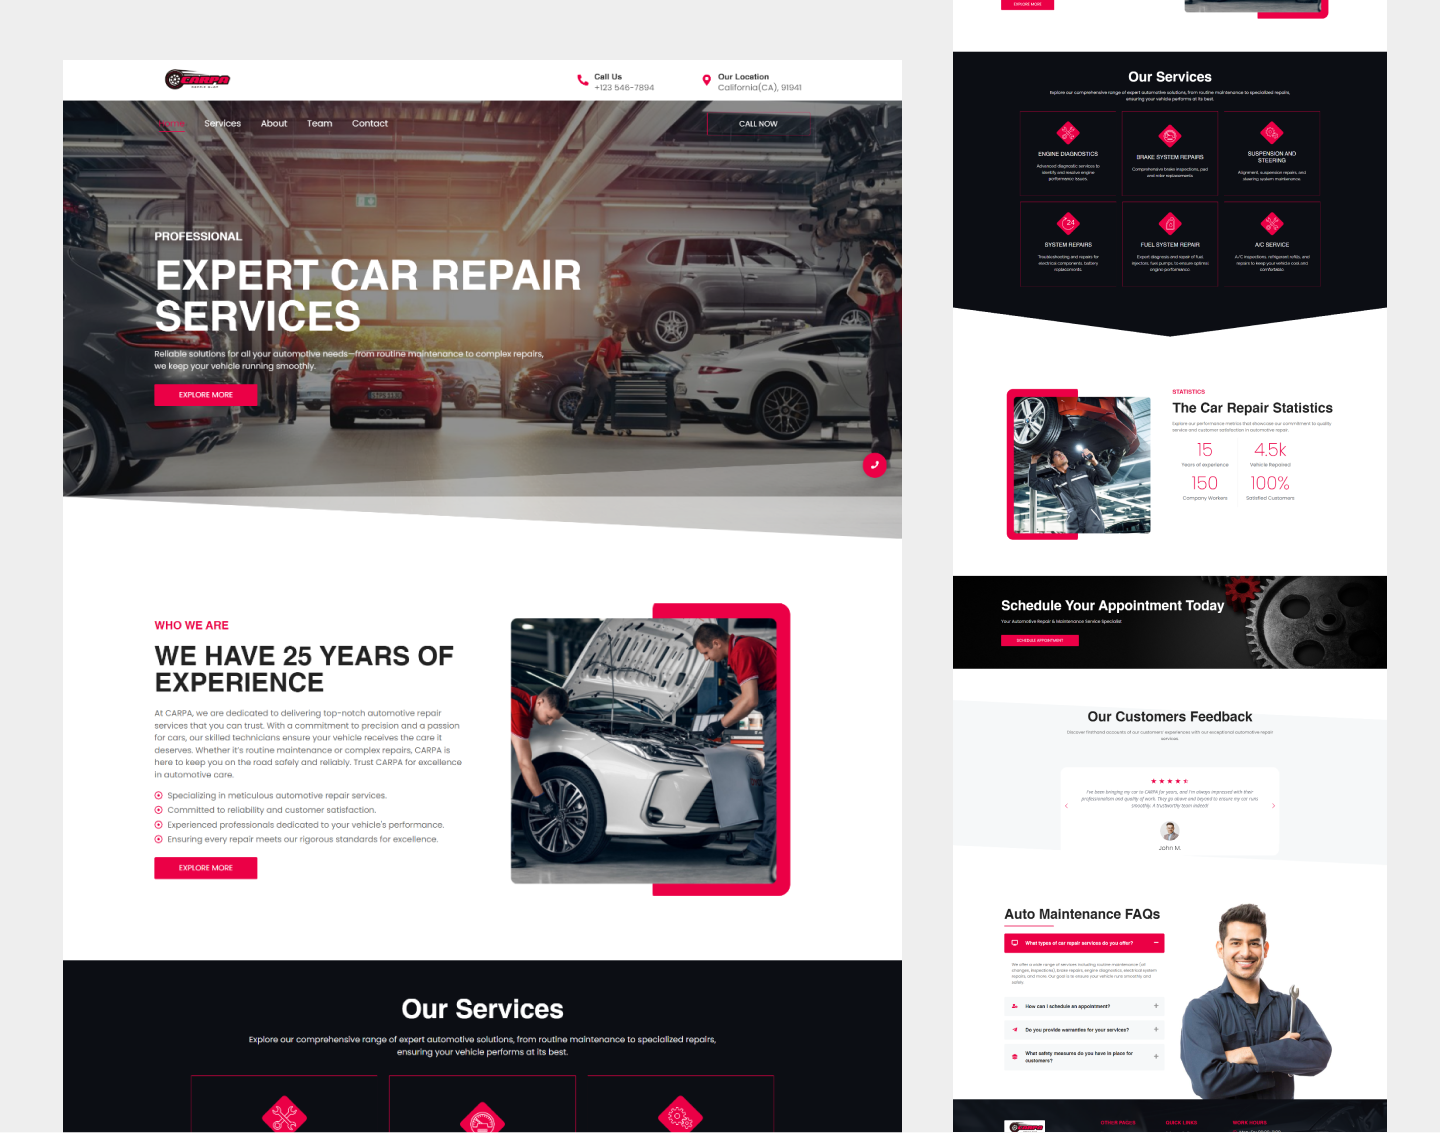 CARPA
Call Us
+123 546-7894
Our Location
California(CA), 91941
Home
Services
About
Team
Contact
CALL NOW
PROFESSIONAL
EXPERT CAR REPAIR
SERVICES
Reliable solutions for all your automotive needs—from routine maintenance to complex repairs,
we keep your vehicle running smoothly.
EXPLORE MORE
WHO WE ARE
WE HAVE 25 YEARS OF
EXPERIENCE
At CARPA, we are dedicated to delivering top-notch automotive repair
services that you can trust. With a commitment to precision and a passion
for cars, our skilled technicians ensure your vehicle receives the care it
deserves. Whether it's routine maintenance or complex repairs, CARPA is
here to keep you on the road safely and reliably. Trust CARPA for excellence
in automotive care.
Specializing in meticulous automotive repair services.
Committed to reliability and customer satisfaction.
Experienced professionals dedicated to your vehicle's performance.
Ensuring every repair meets our rigorous standards for excellence.
EXPLORE MORE
Our Services
Explore our comprehensive range of expert automotive solutions, from routine maintenance to specialized repairs,
ensuring your vehicle performs at its best.
EXPLORE MORE
Our Services
Explore our comprehensive range of expert automotive solutions, from routine maintenance to specialized repairs,
ensuring your vehicle performs at its best.
ENGINE DIAGNOSTICS
Advanced diagnostic services to
identify and resolve engine
performance issues.
BRAKE SYSTEM REPAIRS
Comprehensive brake inspections, pad
and rotor replacements
SUSPENSION AND
STEERING
Alignment, suspension repairs, and
steering system maintenance.
24
SYSTEM REPAIRS
Troubleshooting and repairs for
electrical components, battery
replacements.
FUEL SYSTEM REPAIR
Expert diagnosis and repair of fuel
injectors, fuel pumps, to ensure optimal
engine performance.
A/C SERVICE
A/C inspections, refrigerant refills, and
repairs to keep your vehicle cool and
comfortable.
STATISTICS
The Car Repair Statistics
Explore our performance metrics that showcase our commitment to quality
service and customer satisfaction in automotive repair.
15
Years of experience
4.5k
Vehicle Repaired
150
Company Workers
100%
Satisfied Customers
Schedule Your Appointment Today
Your Automotive Repair & Maintenance Service Specialist
SCHEDULE APPOINTMENT
Our Customers Feedback
Discover firsthand accounts of our customers' experiences with our exceptional automotive repair
services.
I've been bringing my car to CARPA for years, and I'm always impressed with their
professionalism and quality of work. They go above and beyond to ensure my car runs
smoothly. A trustworthy team indeed!
John M.
Auto Maintenance FAQs
What types of car repair services do you offer?
We offer a wide range of services including routine maintenance (oil
changes, inspections), brake repairs, engine diagnostics, electrical system
repairs, and more. Our goal is to ensure your vehicle runs smoothly and
safely.
How can I schedule an appointment?
Do you provide warranties for your services?
What safety measures do you have in place for
customers?
CARPA
OTHER PAGES
QUICK LINKS
WORK HOURS